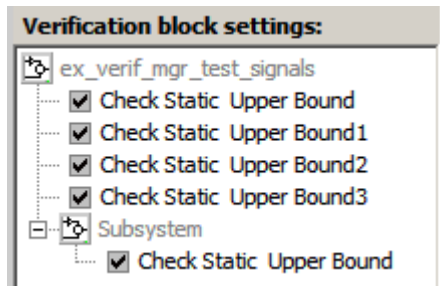 Verification block settings:
ex_verif_mgr_test_signals
Check Static Upper Bound
Check Static Upper Bound1
Check Static Upper Bound2
Check Static Upper Bound3
Subsystem
Check Static Upper Bound